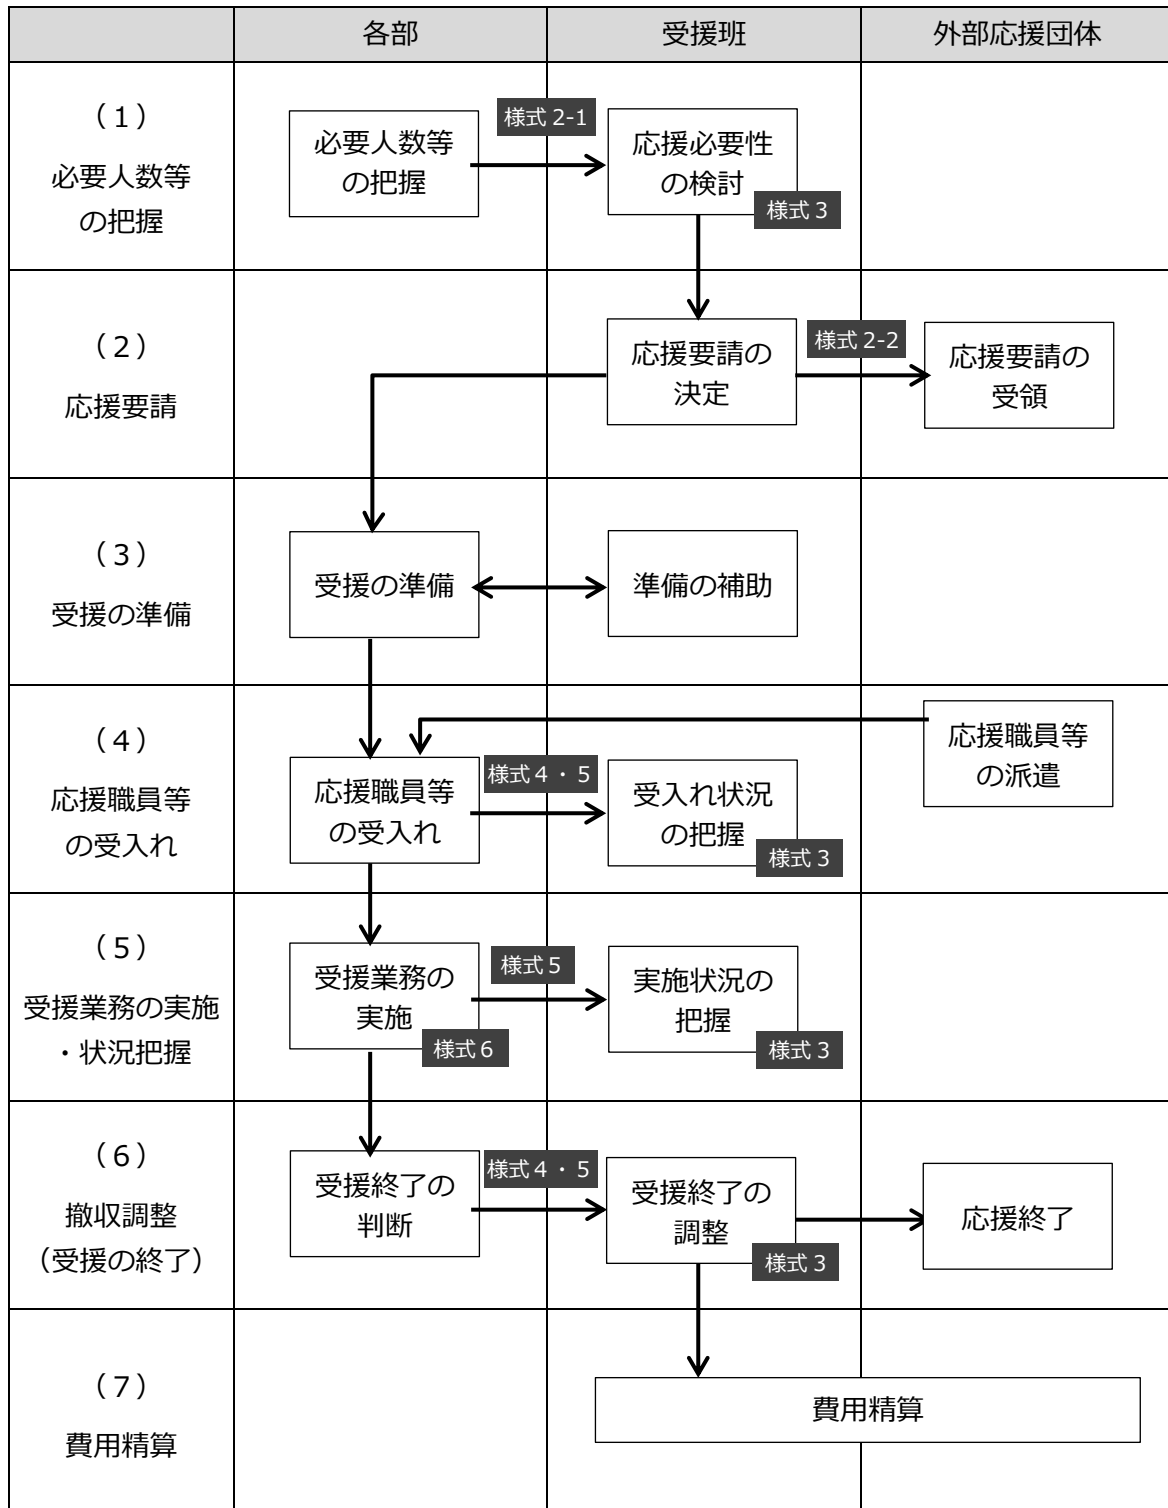 各部
受援班
外部応援団体
（1）
必要人数等
の把握
必要人数等
の把握
様式 2-1
応援必要性
の検討
様式 3
（2）
応援要請
応援要請の
決定
様式 2-2
応援要請の
受領
（3）
受援の準備
受援の準備
準備の補助
（4）
応援職員等
の受入れ
応援職員等
の受入れ
様式 4・5
受入れ状況
の把握
様式 3
応援職員等
の派遣
（5）
受援業務の実施
・状況把握
受援業務の
実施
様式 6
様式 5
実施状況の
把握
様式 3
（6）
撤収調整
（受援の終了）
受援終了の
判断
様式 4・5
受援終了の
調整
様式 3
応援終了
（7）
費用精算
費用精算